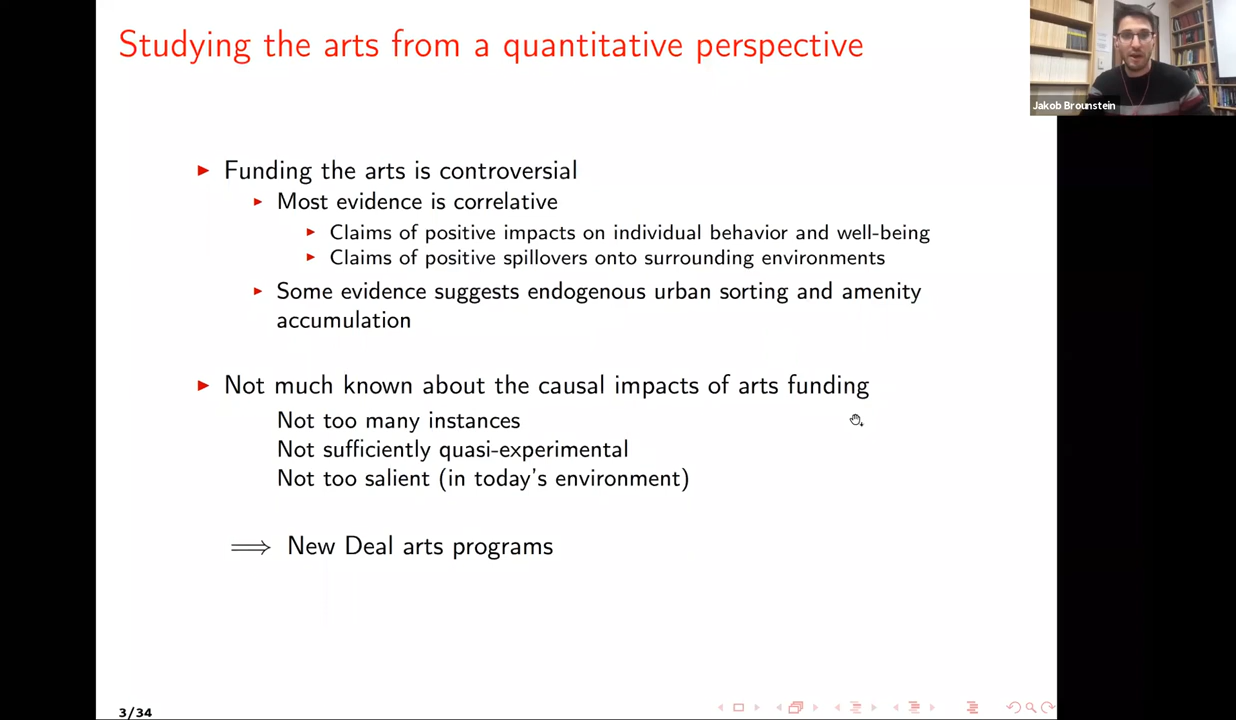 Studying the arts from a quantitative perspective
Jakob Brounstein
Funding the arts is controversial
Most evidence is correlative
Claims of positive impacts on individual behavior and well-being
Claims of positive spillovers onto surrounding environments
Some evidence suggests endogenous urban sorting and amenity
accumulation
Not much known about the causal impacts of arts funding
Not too many instances
Not sufficiently quasi-experimental
Not too salient (in today's environment)
⟹ New Deal arts programs
3/34